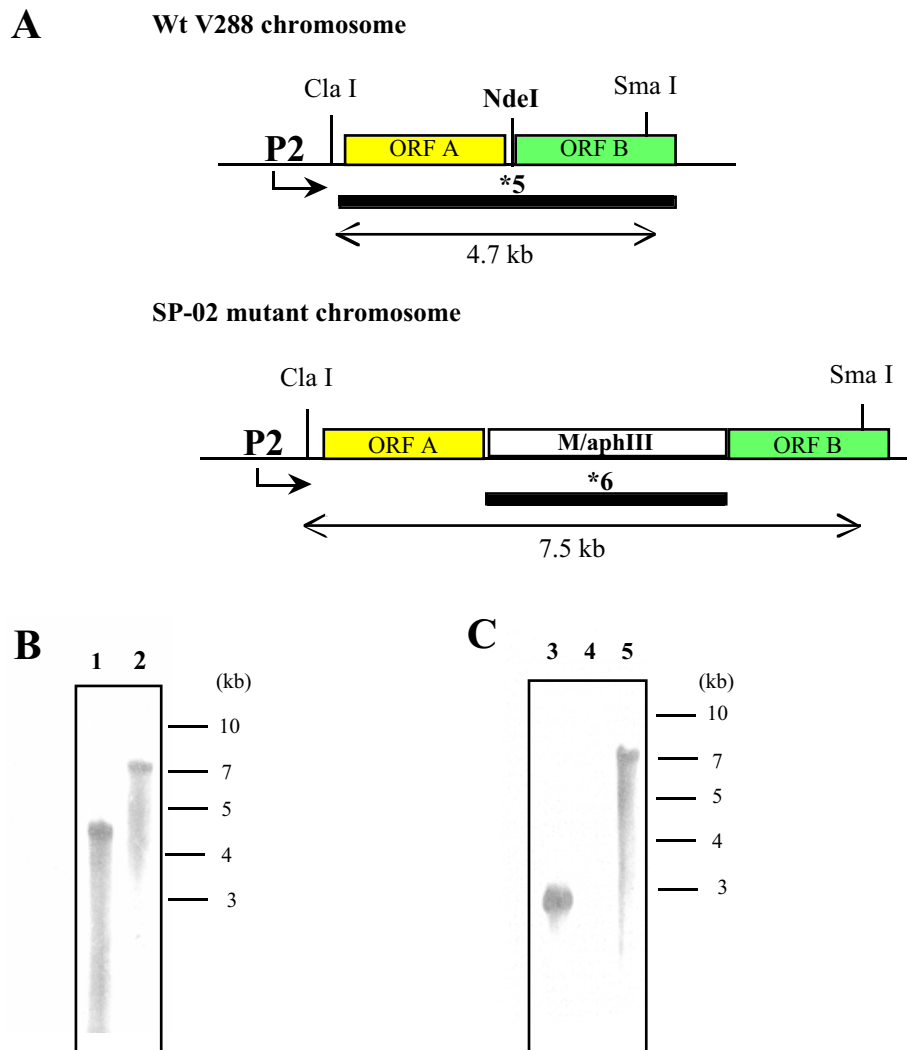 A
Wt V288 chromosome
Cla I
NdeI
Sma I
P2
ORF A
ORF B
*5
4.7 kb
SP-02 mutant chromosome
Cla I
Sma I
P2
ORF A
M/aphIII
ORF B
*6
7.5 kb
B
1 2
(kb)
10
7
5
4
3
C
3 4 5
(kb)
10
7
5
4
3